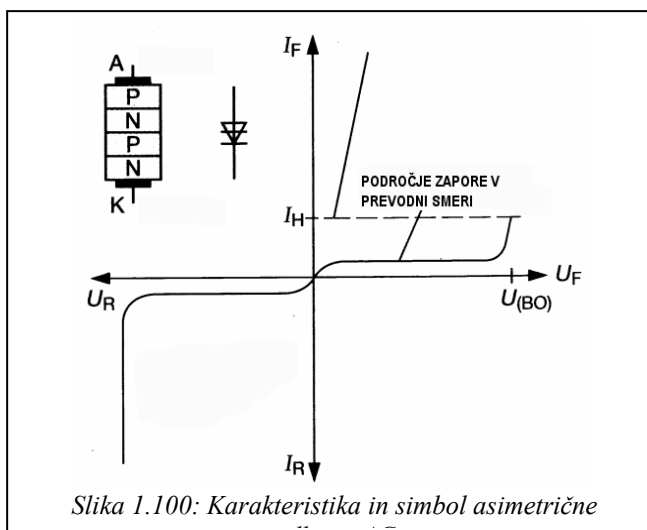 A
P
N
P
N
K
I_F
PODROČJE ZAPORE V
PREVODNI SMERI
I_H
U_R
U_F
U_(BO)
I_R
Slika 1.100: Karakteristika in simbol asimetrične